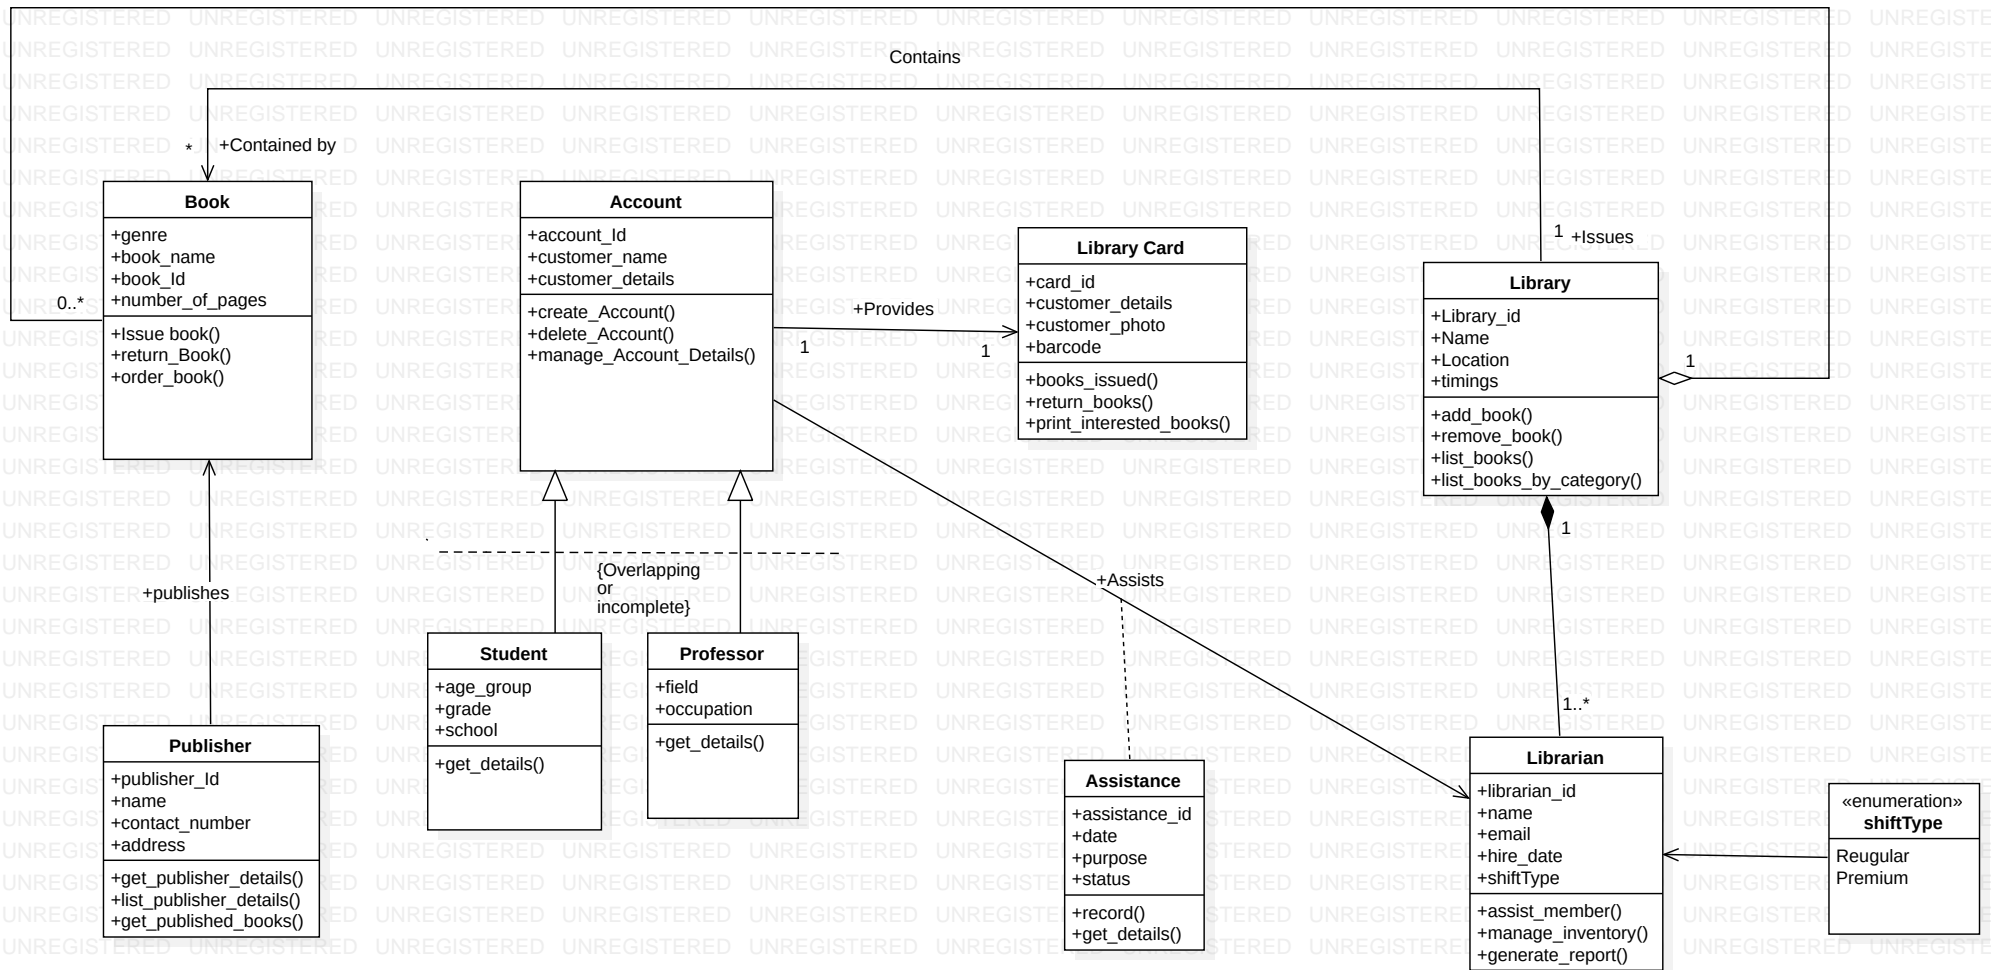 Contains
*
+Contained by
Book
+genre
+book_name
+book_Id
+number_of_pages
+Issue book()
+return_Book()
+order_book()
0..*
+publishes
Publisher
+publisher_Id
+name
+contact_number
+address
+get_publisher_details()
+list_publisher_details()
+get_published_books()
Account
+account_Id
+customer_name
+customer_details
+create_Account()
+delete_Account()
+manage_Account_Details()
+Provides
1
1
{Overlapping
or
incomplete}
Student
+age_group
+grade
+school
+get_details()
Professor
+field
+occupation
+get_details()
Library Card
+card_id
+customer_details
+customer_photo
+barcode
+books_issued()
+return_books()
+print_interested_books()
+Assists
Assistance
+assistance_id
+date
+purpose
+status
+record()
+get_details()
1
+Issues
Library
+Library_id
+Name
+Location
+timings
+add_book()
+remove_book()
+list_books()
+list_books_by_category()
1
1
1..*
Librarian
+librarian_id
+name
+email
+hire_date
+shiftType
+assist_member()
+manage_inventory()
+generate_report()
«enumeration»
shiftType
Reugular
Premium
UNREGISTERED